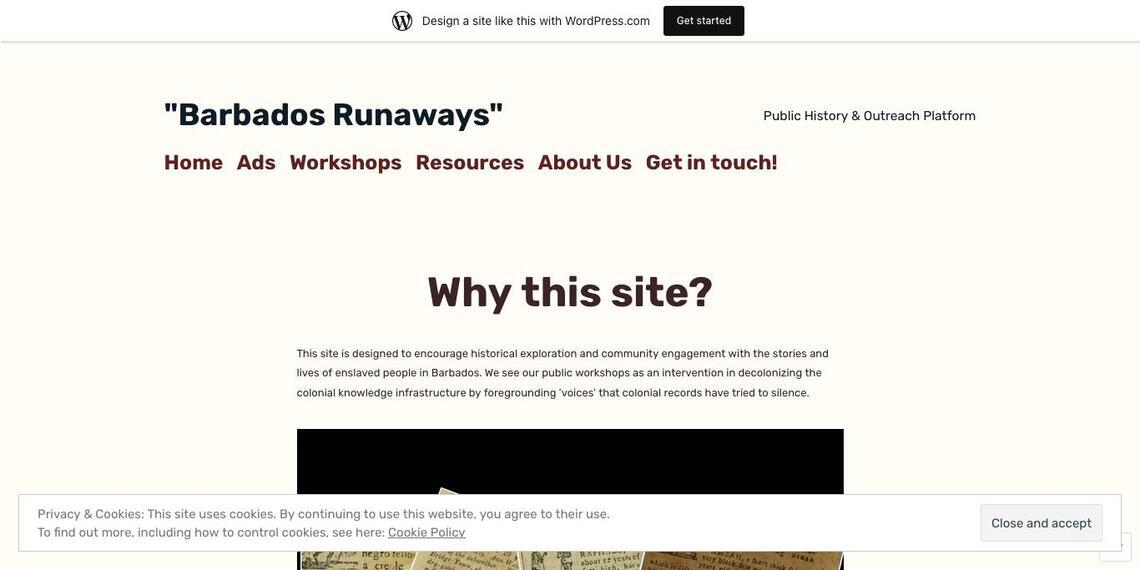 Design a site like this with WordPress.com
Get started
"Barbados Runaways"
Public History & Outreach Platform
Home Ads Workshops Resources About Us Get in touch!
Why this site?
This site is designed to encourage historical exploration and community engagement with the stories and
lives of enslaved people in Barbados. We see our public workshops as an intervention in decolonizing the
colonial knowledge infrastructure by foregrounding ‘voices’ that colonial records have tried to silence.
Privacy & Cookies: This site uses cookies. By continuing to use this website, you agree to their use.
To find out more, including how to control cookies, see here: Cookie Policy
Close and accept